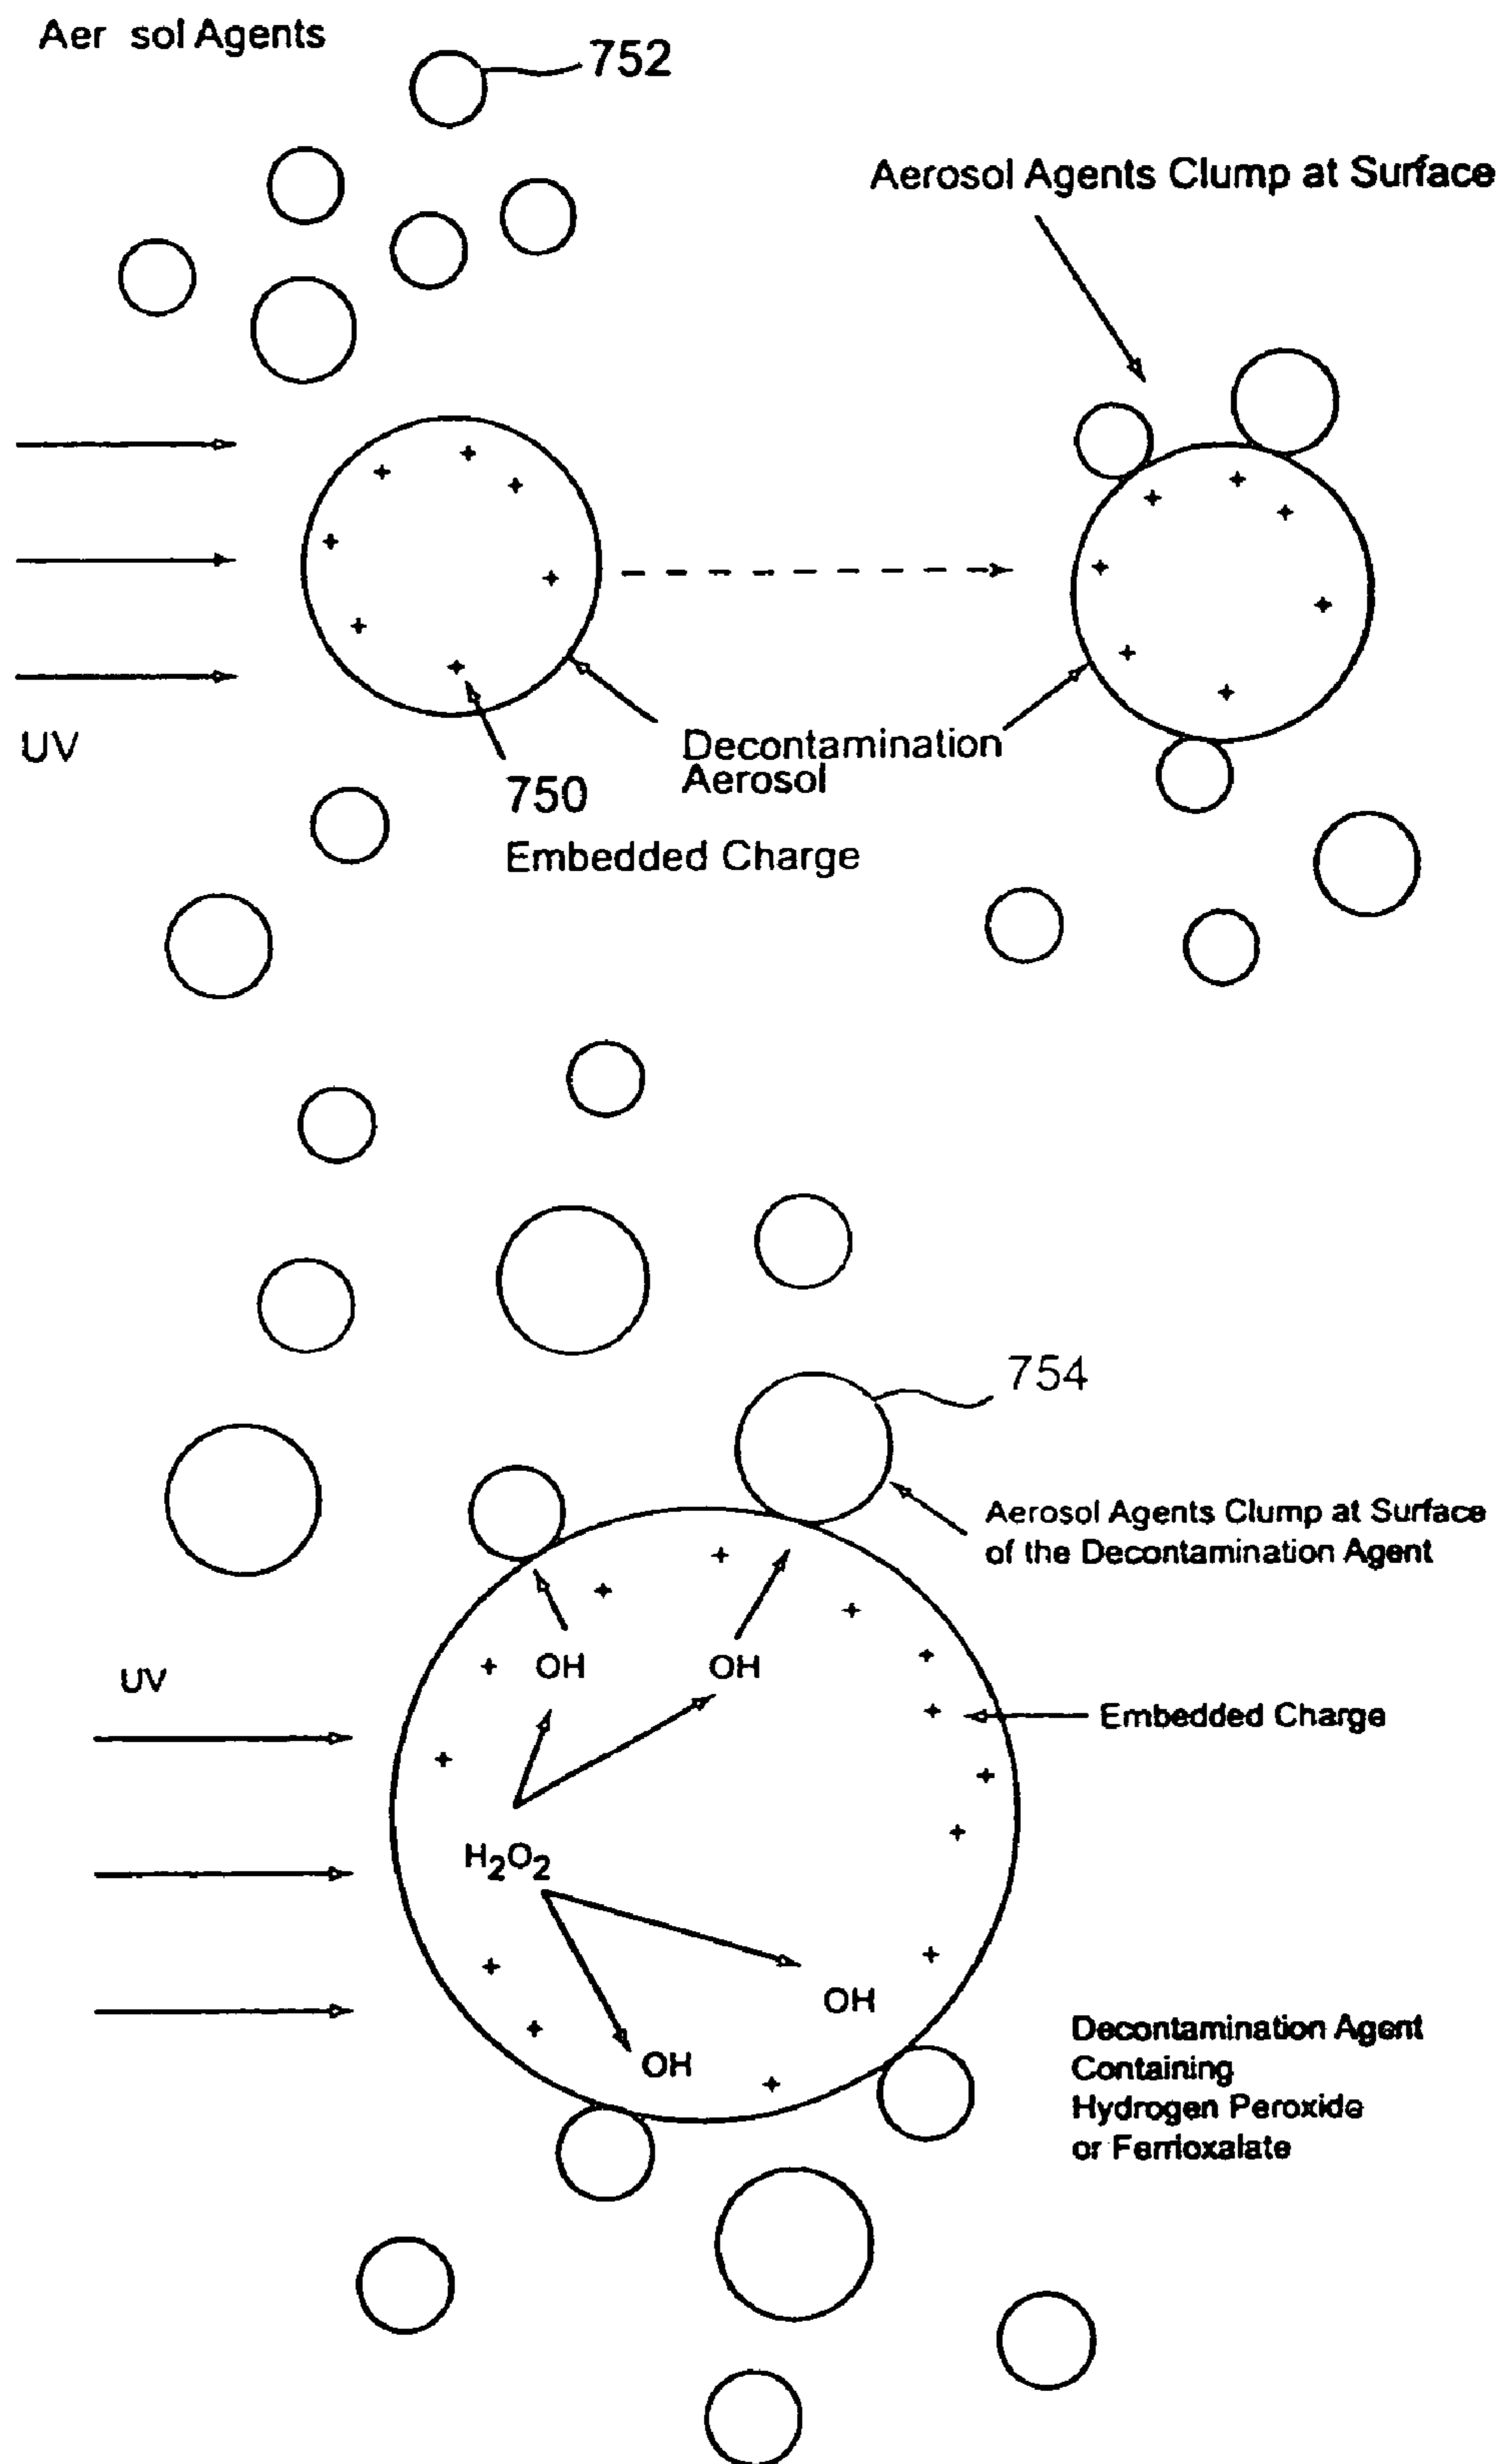 Aer sol Agents
752
Aerosol Agents Clump at Surface
UV
Decontamination
Aerosol
750
Embedded Charge
754
Aerosol Agents Clump at Surface
of the Decontamination Agent
OH
OH
UV
Embedded Charge
H₂O₂
OH
OH
Decontamination Agent
Containing
Hydrogen Peroxide
or Ferrioxalate